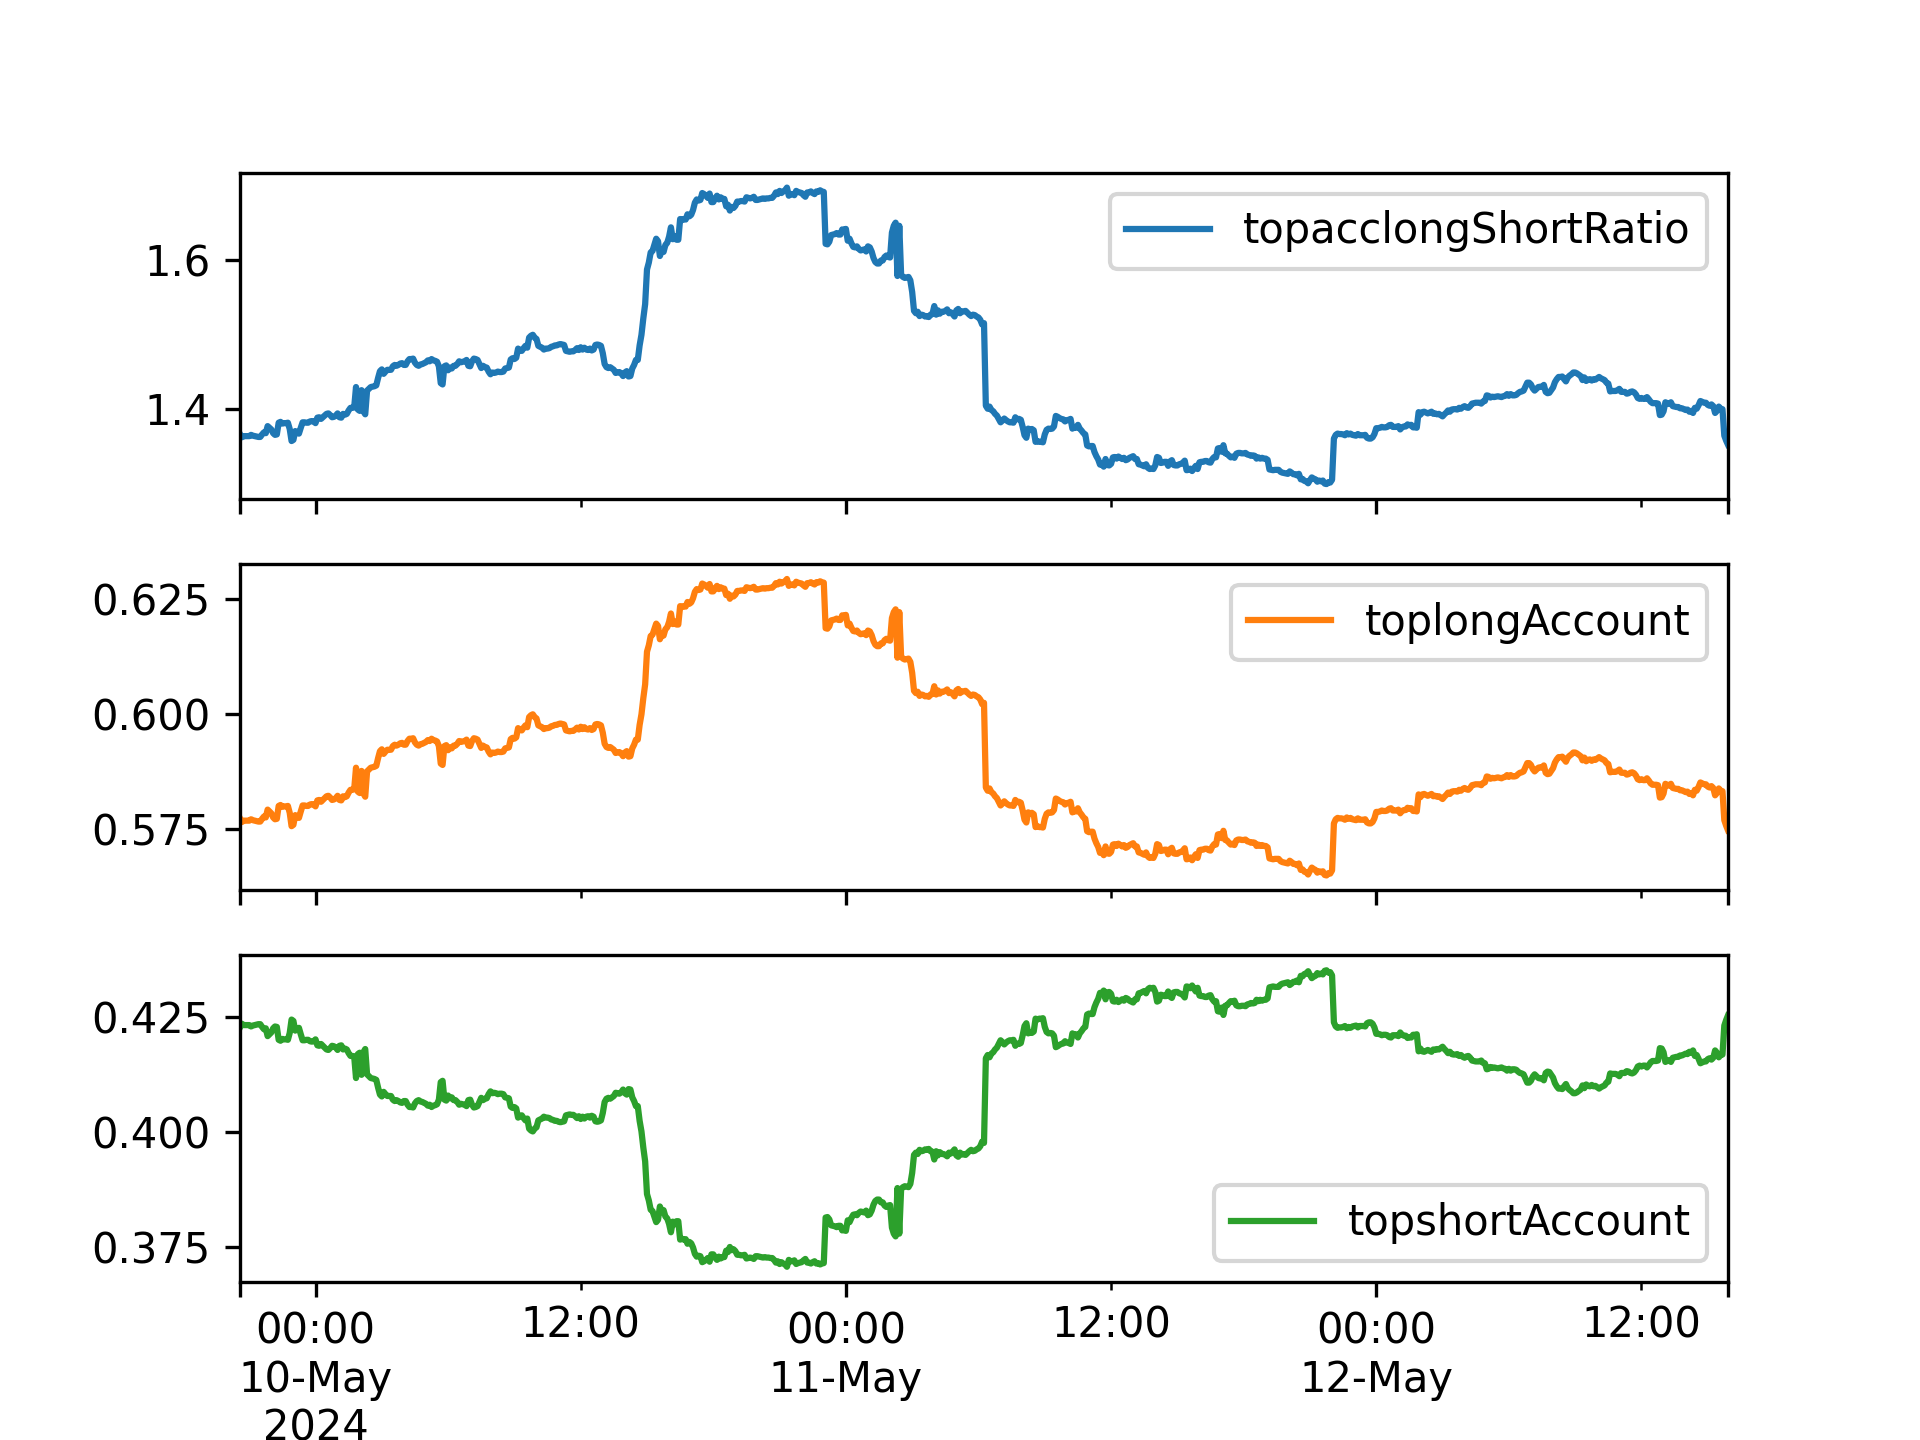 topacclongShortRatio
1.6
1.4
toplongAccount
0.625
0.600
0.575
0.425
0.400
topshortAccount
0.375
00:00 12:00 00:00 12:00 00:00 12:00
10-May 11-May 12-May
2024